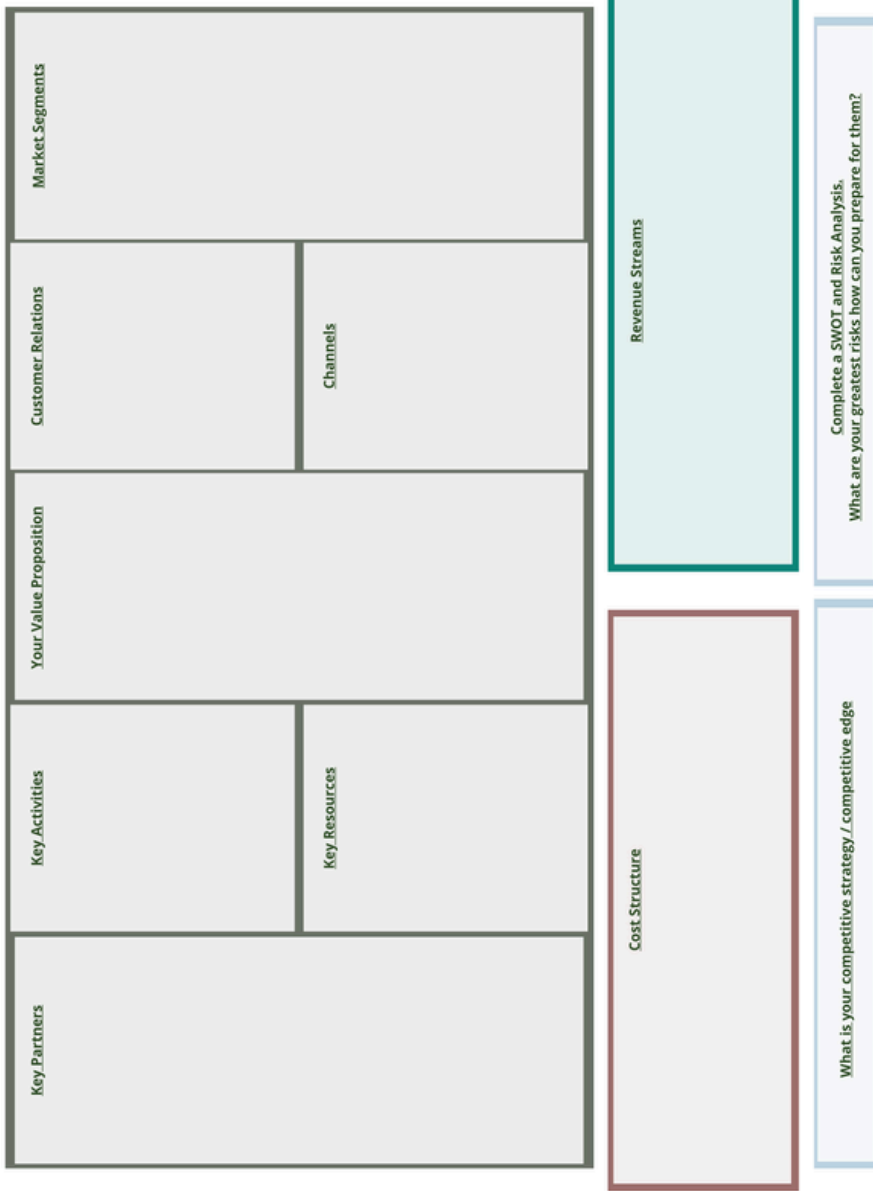 Key Partners
Key Activities
Key Resources
Your Value Proposition
Customer Relations
Channels
Market Segments
Cost Structure
Revenue Streams
What is your competitive strategy / competitive edge
Complete a SWOT and Risk Analysis.
What are your greatest risks how can you prepare for them?